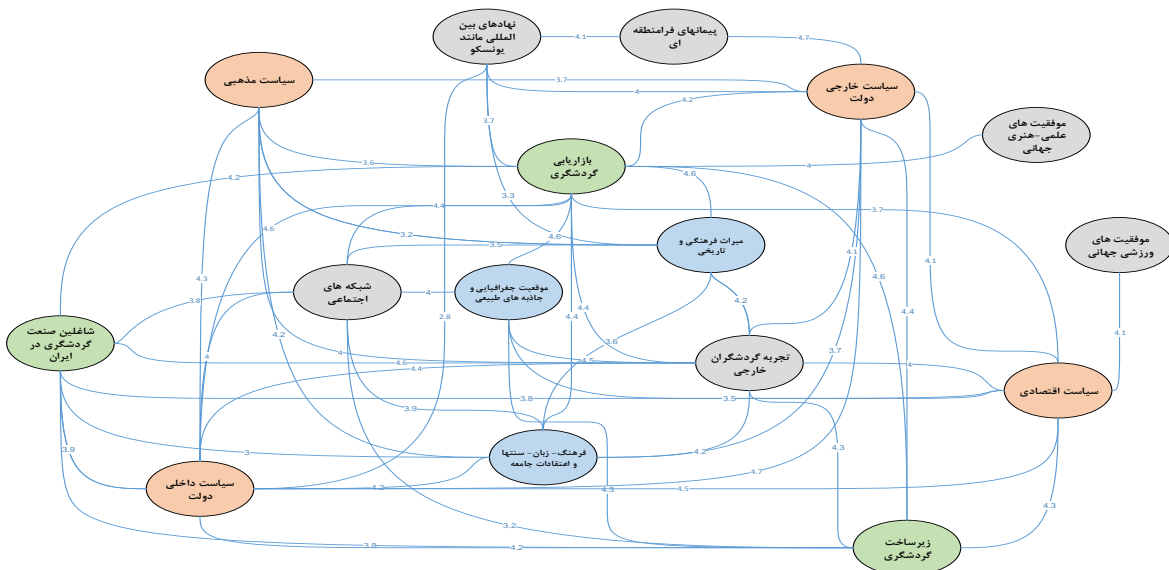 نهادهای بین
المللی مانند
یونسکو
4.1
پیمانهای فرامنطقه
ای
4.7
سیاست مذهبی
3.7
4
سیاست خارجی
دولت
4.2
3.7
موفقیت های
علمی-هنری
جهانی
4
بازاریابی
گردشگری
3.6
4.2
4.6
3.3
4.4
3.7
4.6
3.2
4.6
3.5
میراث فرهنگی و
تاریخی
4.1
4.1
موفقیت های
ورزشی جهانی
4.3
شبکه های
اجتماعی
4
موقعیت جغرافیایی و
جاذبه های طبیعی
4.2
4.6
3.8
2.8
4.4
4.4
4.4
4.1
شاغلین صنعت
گردشگری در
ایران
4.2
3.6
4
4
3.7
4.6
4.4
4.5
تجربه گردشگران
خارجی
4
سیاست اقتصادی
3.8
3.5
3.9
3.9
3
فرهنگ- زبان- سنتها
و اعتقادات جامعه
4.2
4.3
سیاست داخلی
دولت
4.2
4.7
4.3
4.5
4.3
3.2
3.8
4.2
زیرساخت
گردشگری